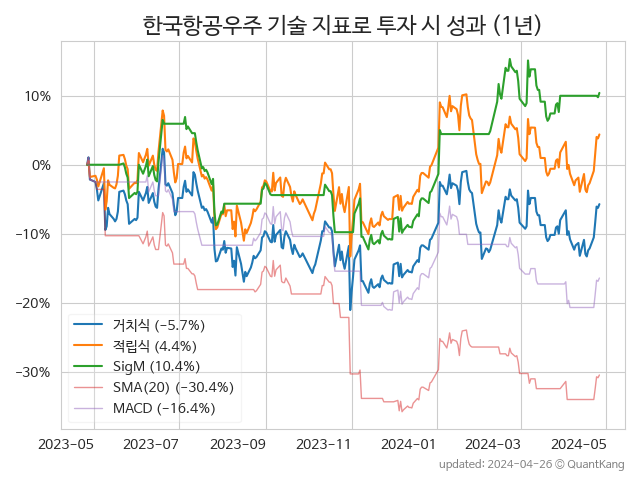 한국항공우주 기술 지표로 투자 시 성과 (1년)
10%
0%
−10%
−20%
−30%
거치식 (−5.7%)
적립식 (4.4%)
SigM (10.4%)
SMA(20) (−30.4%)
MACD (−16.4%)
2023-05 2023-07 2023-09 2023-11 2024-01 2024-03 2024-05
updated: 2024-04-26 © QuantKang